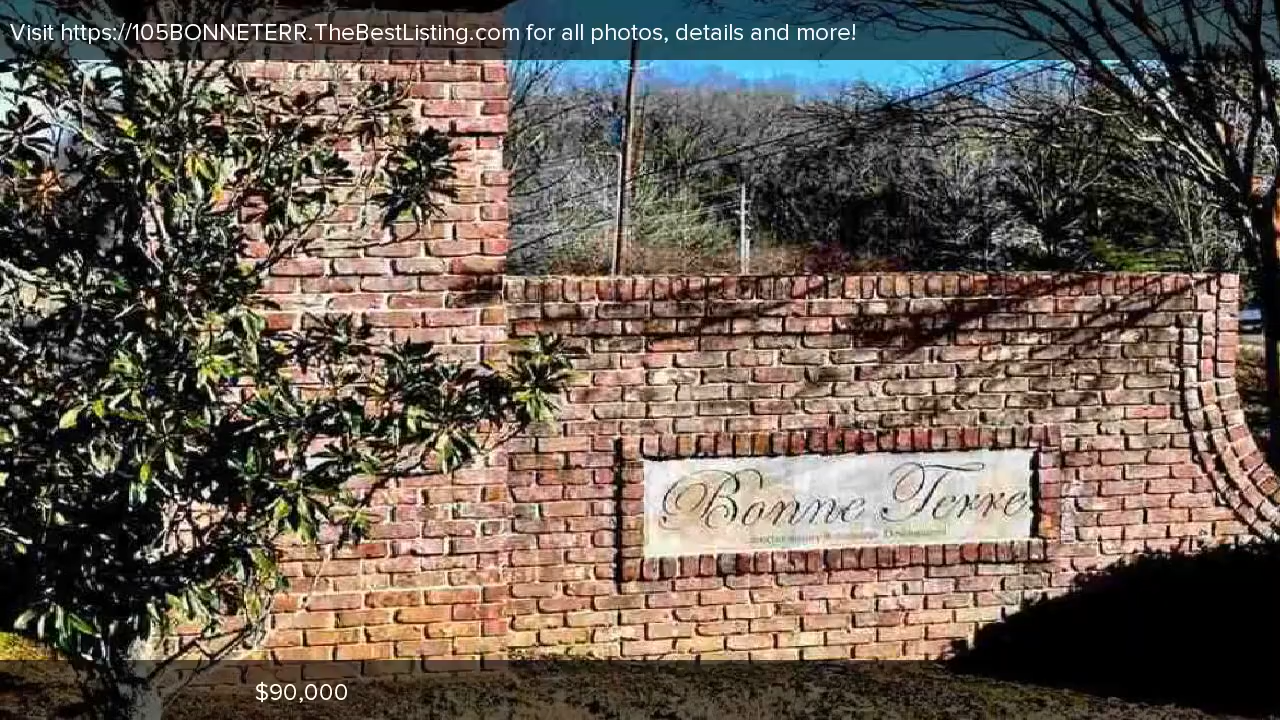 Visit https://105BONNETERR.TheBestListing.com for all photos, details and more!
Bonne Terre
$90,000